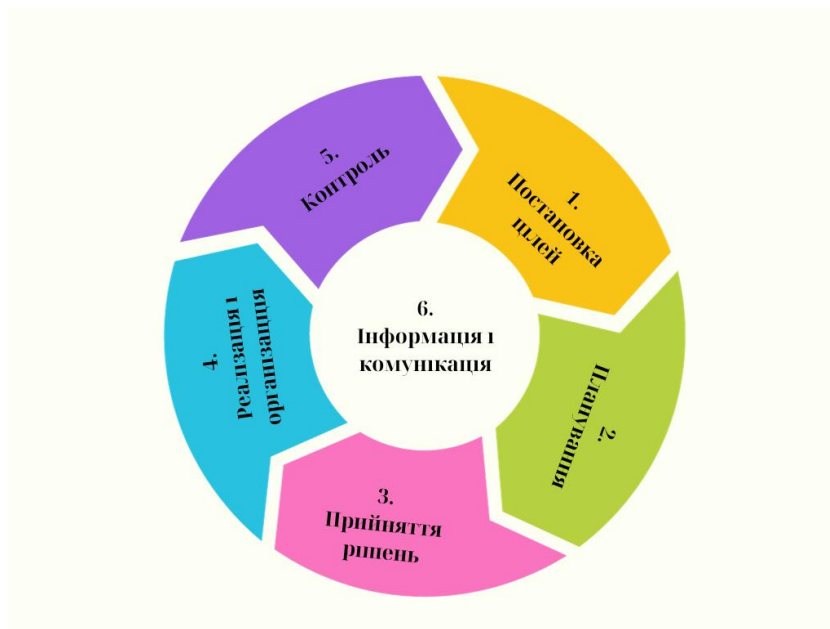 1.
Постановка
цілей
2.
Планування
3.
Прийняття
рішень
4.
Реалізація і
організація
5.
Контроль
6.
Інформація і
комунікація